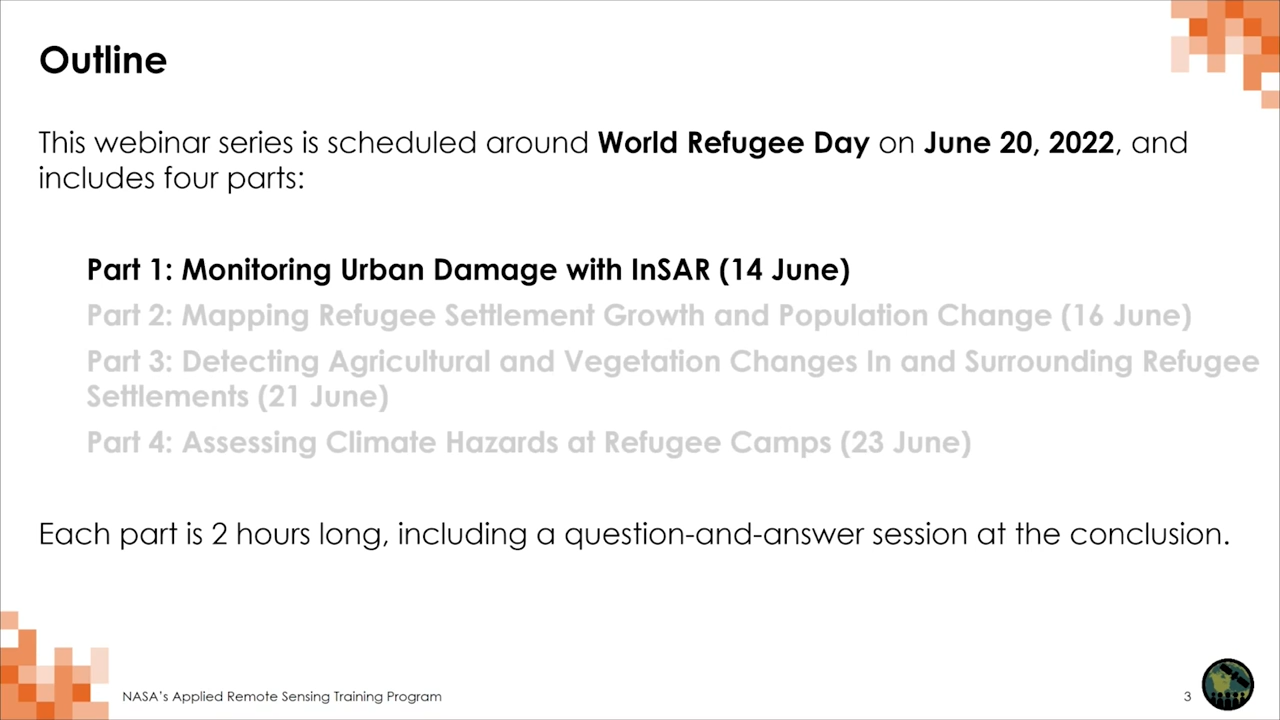 Outline
This webinar series is scheduled around World Refugee Day on June 20, 2022, and
includes four parts:
Part 1: Monitoring Urban Damage with InSAR (14 June)
Part 2: Mapping Refugee Settlement Growth and Population Change (16 June)
Part 3: Detecting Agricultural and Vegetation Changes In and Surrounding Refugee
Settlements (21 June)
Part 4: Assessing Climate Hazards at Refugee Camps (23 June)
Each part is 2 hours long, including a question-and-answer session at the conclusion.
NASA’s Applied Remote Sensing Training Program
3